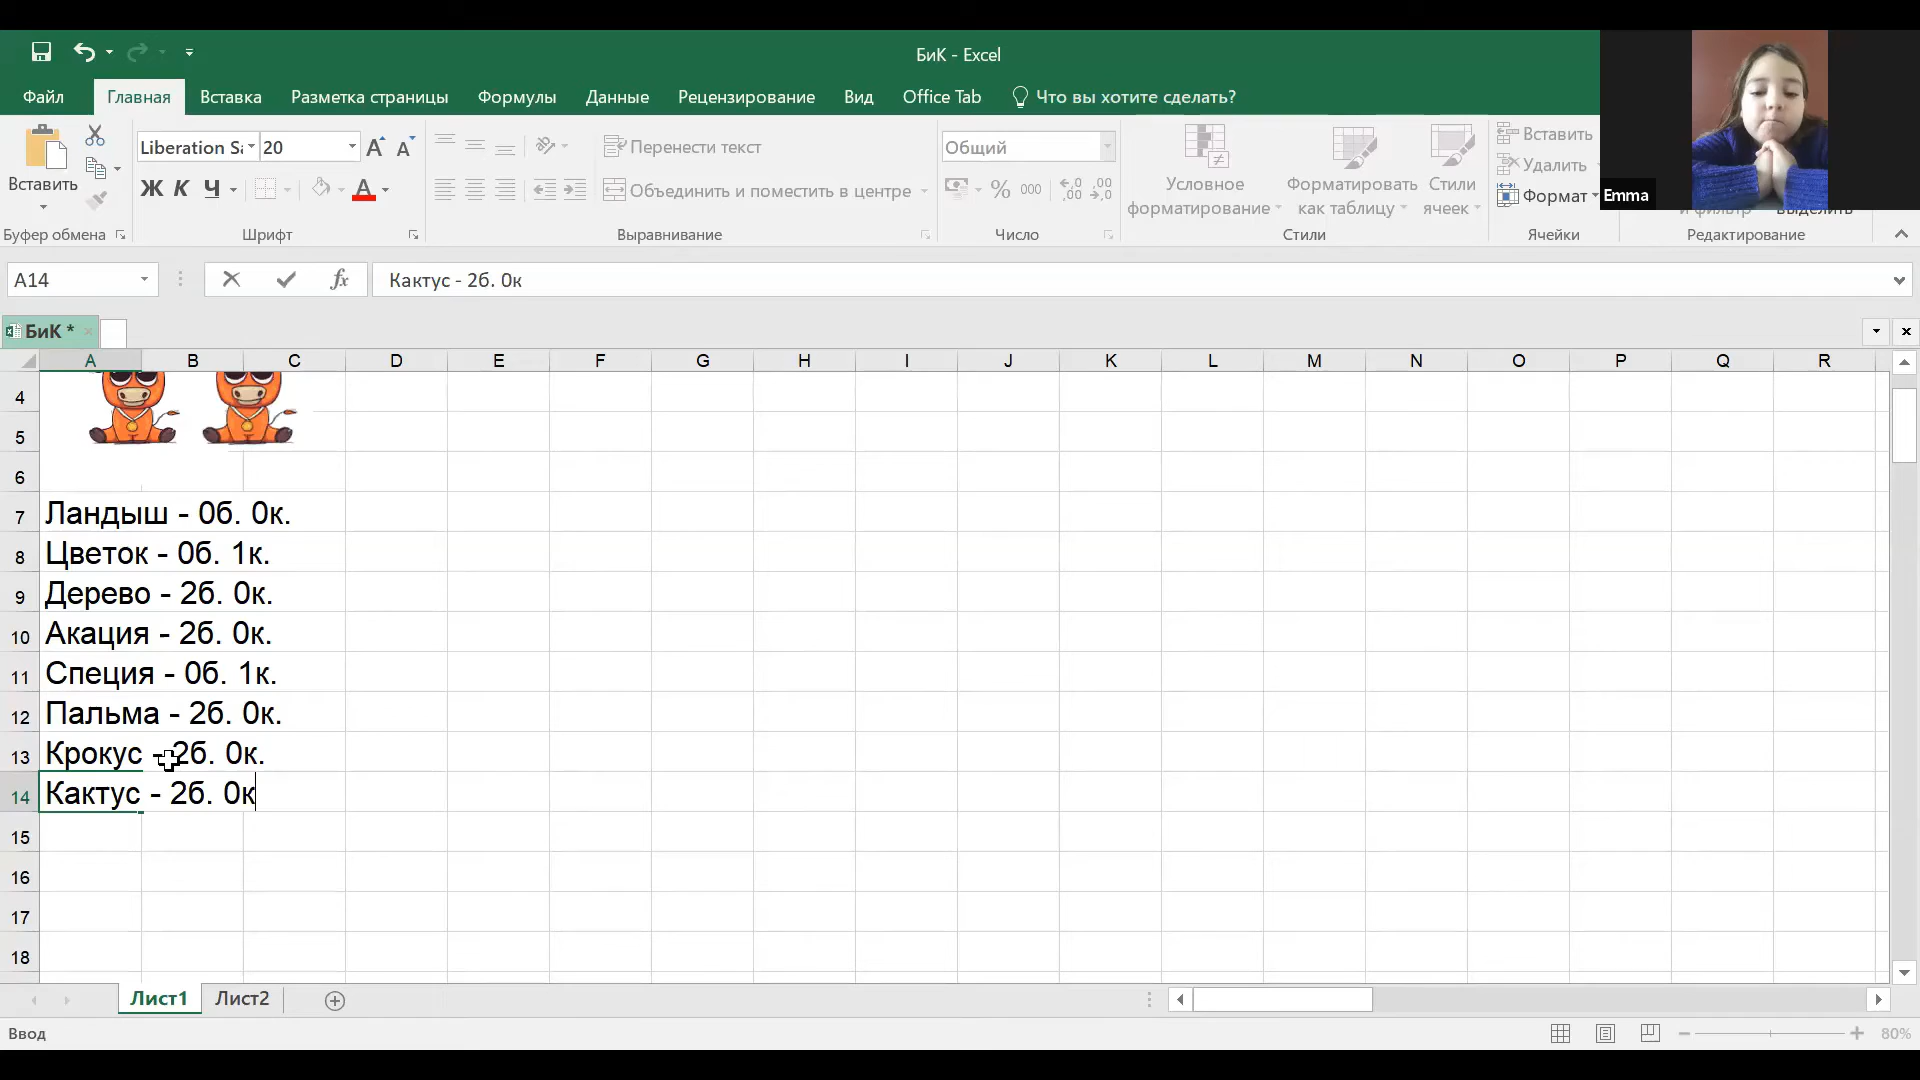 БиК - Excel
Файл Главная Вставка Разметка страницы Формулы Данные Рецензирование Вид Office Tab Что вы хотите сделать?
Вставить
Буфер обмена
Liberation Sa 20
Ж К Ч А
Шрифт
Перенести текст
Объединить и поместить в центре
Выравнивание
Общий
% 000
Число
Условное форматирование
Форматировать как таблицу
Стили ячеек
Стили
Вставить
Удалить
Формат
Ячейки
Редактирование
Emma
A14 fx Кактус - 2б. 0к
БиК *
A B C D E F G H I J K L M N O P Q R
4
5
6
7 Ландыш - 0б. 0к.
8 Цветок - 0б. 1к.
9 Дерево - 2б. 0к.
10 Акация - 2б. 0к.
11 Специя - 0б. 1к.
12 Пальма - 2б. 0к.
13 Крокус - 2б. 0к.
14 Кактус - 2б. 0к
15
16
17
18
Лист1 Лист2
Ввод 80%